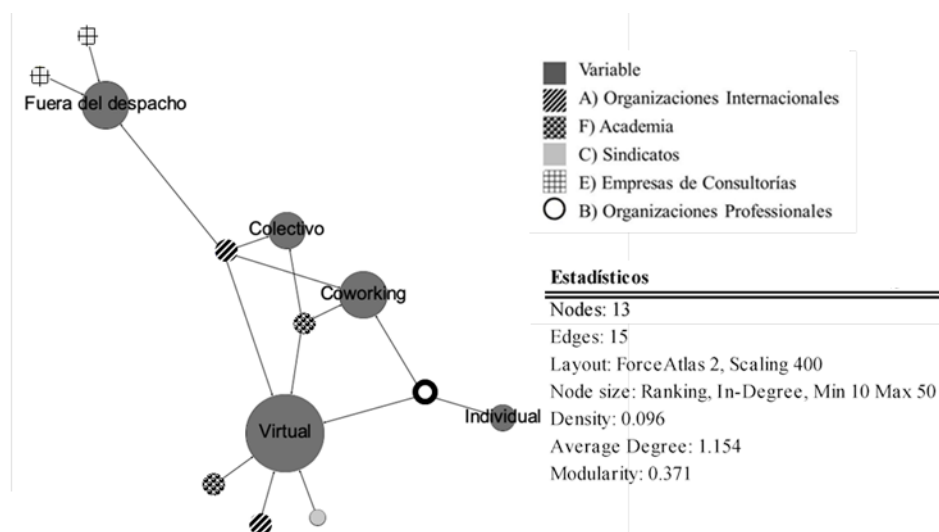 Fuera del despacho
Colectivo
Coworking
Virtual
Individual
Variable
A) Organizaciones Internacionales
F) Academia
C) Sindicatos
E) Empresas de Consultorías
B) Organizaciones Professionales
Estadísticos
Nodes: 13
Edges: 15
Layout: ForceAtlas 2, Scaling 400
Node size: Ranking, In-Degree, Min 10 Max 50
Density: 0.096
Average Degree: 1.154
Modularity: 0.371